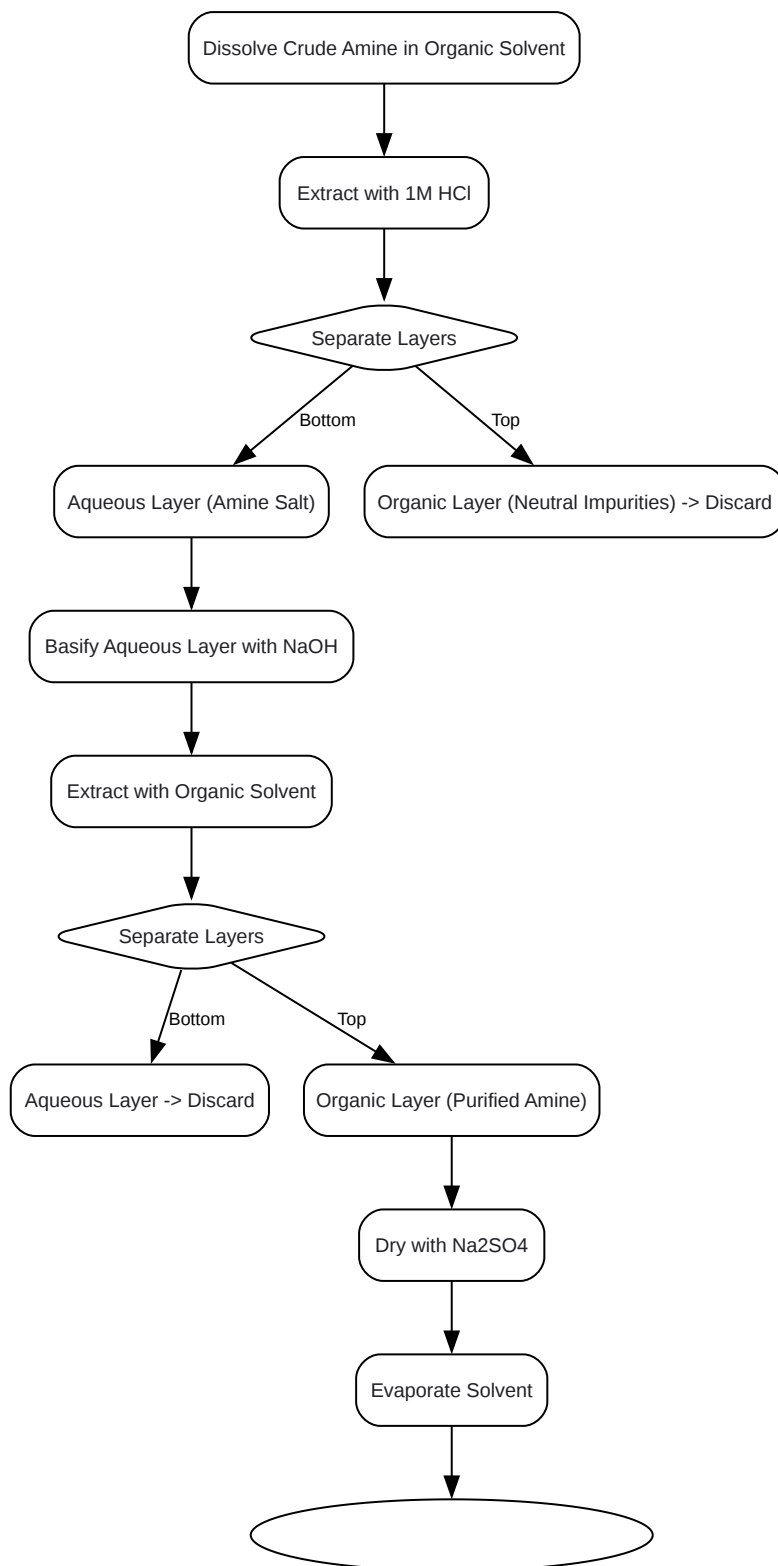 Dissolve Crude Amine in Organic Solvent
Extract with 1M HCl
Separate Layers
Bottom
Top
Aqueous Layer (Amine Salt)
Organic Layer (Neutral Impurities) -> Discard
Basify Aqueous Layer with NaOH
Extract with Organic Solvent
Separate Layers
Bottom
Top
Aqueous Layer -> Discard
Organic Layer (Purified Amine)
Dry with Na2SO4
Evaporate Solvent